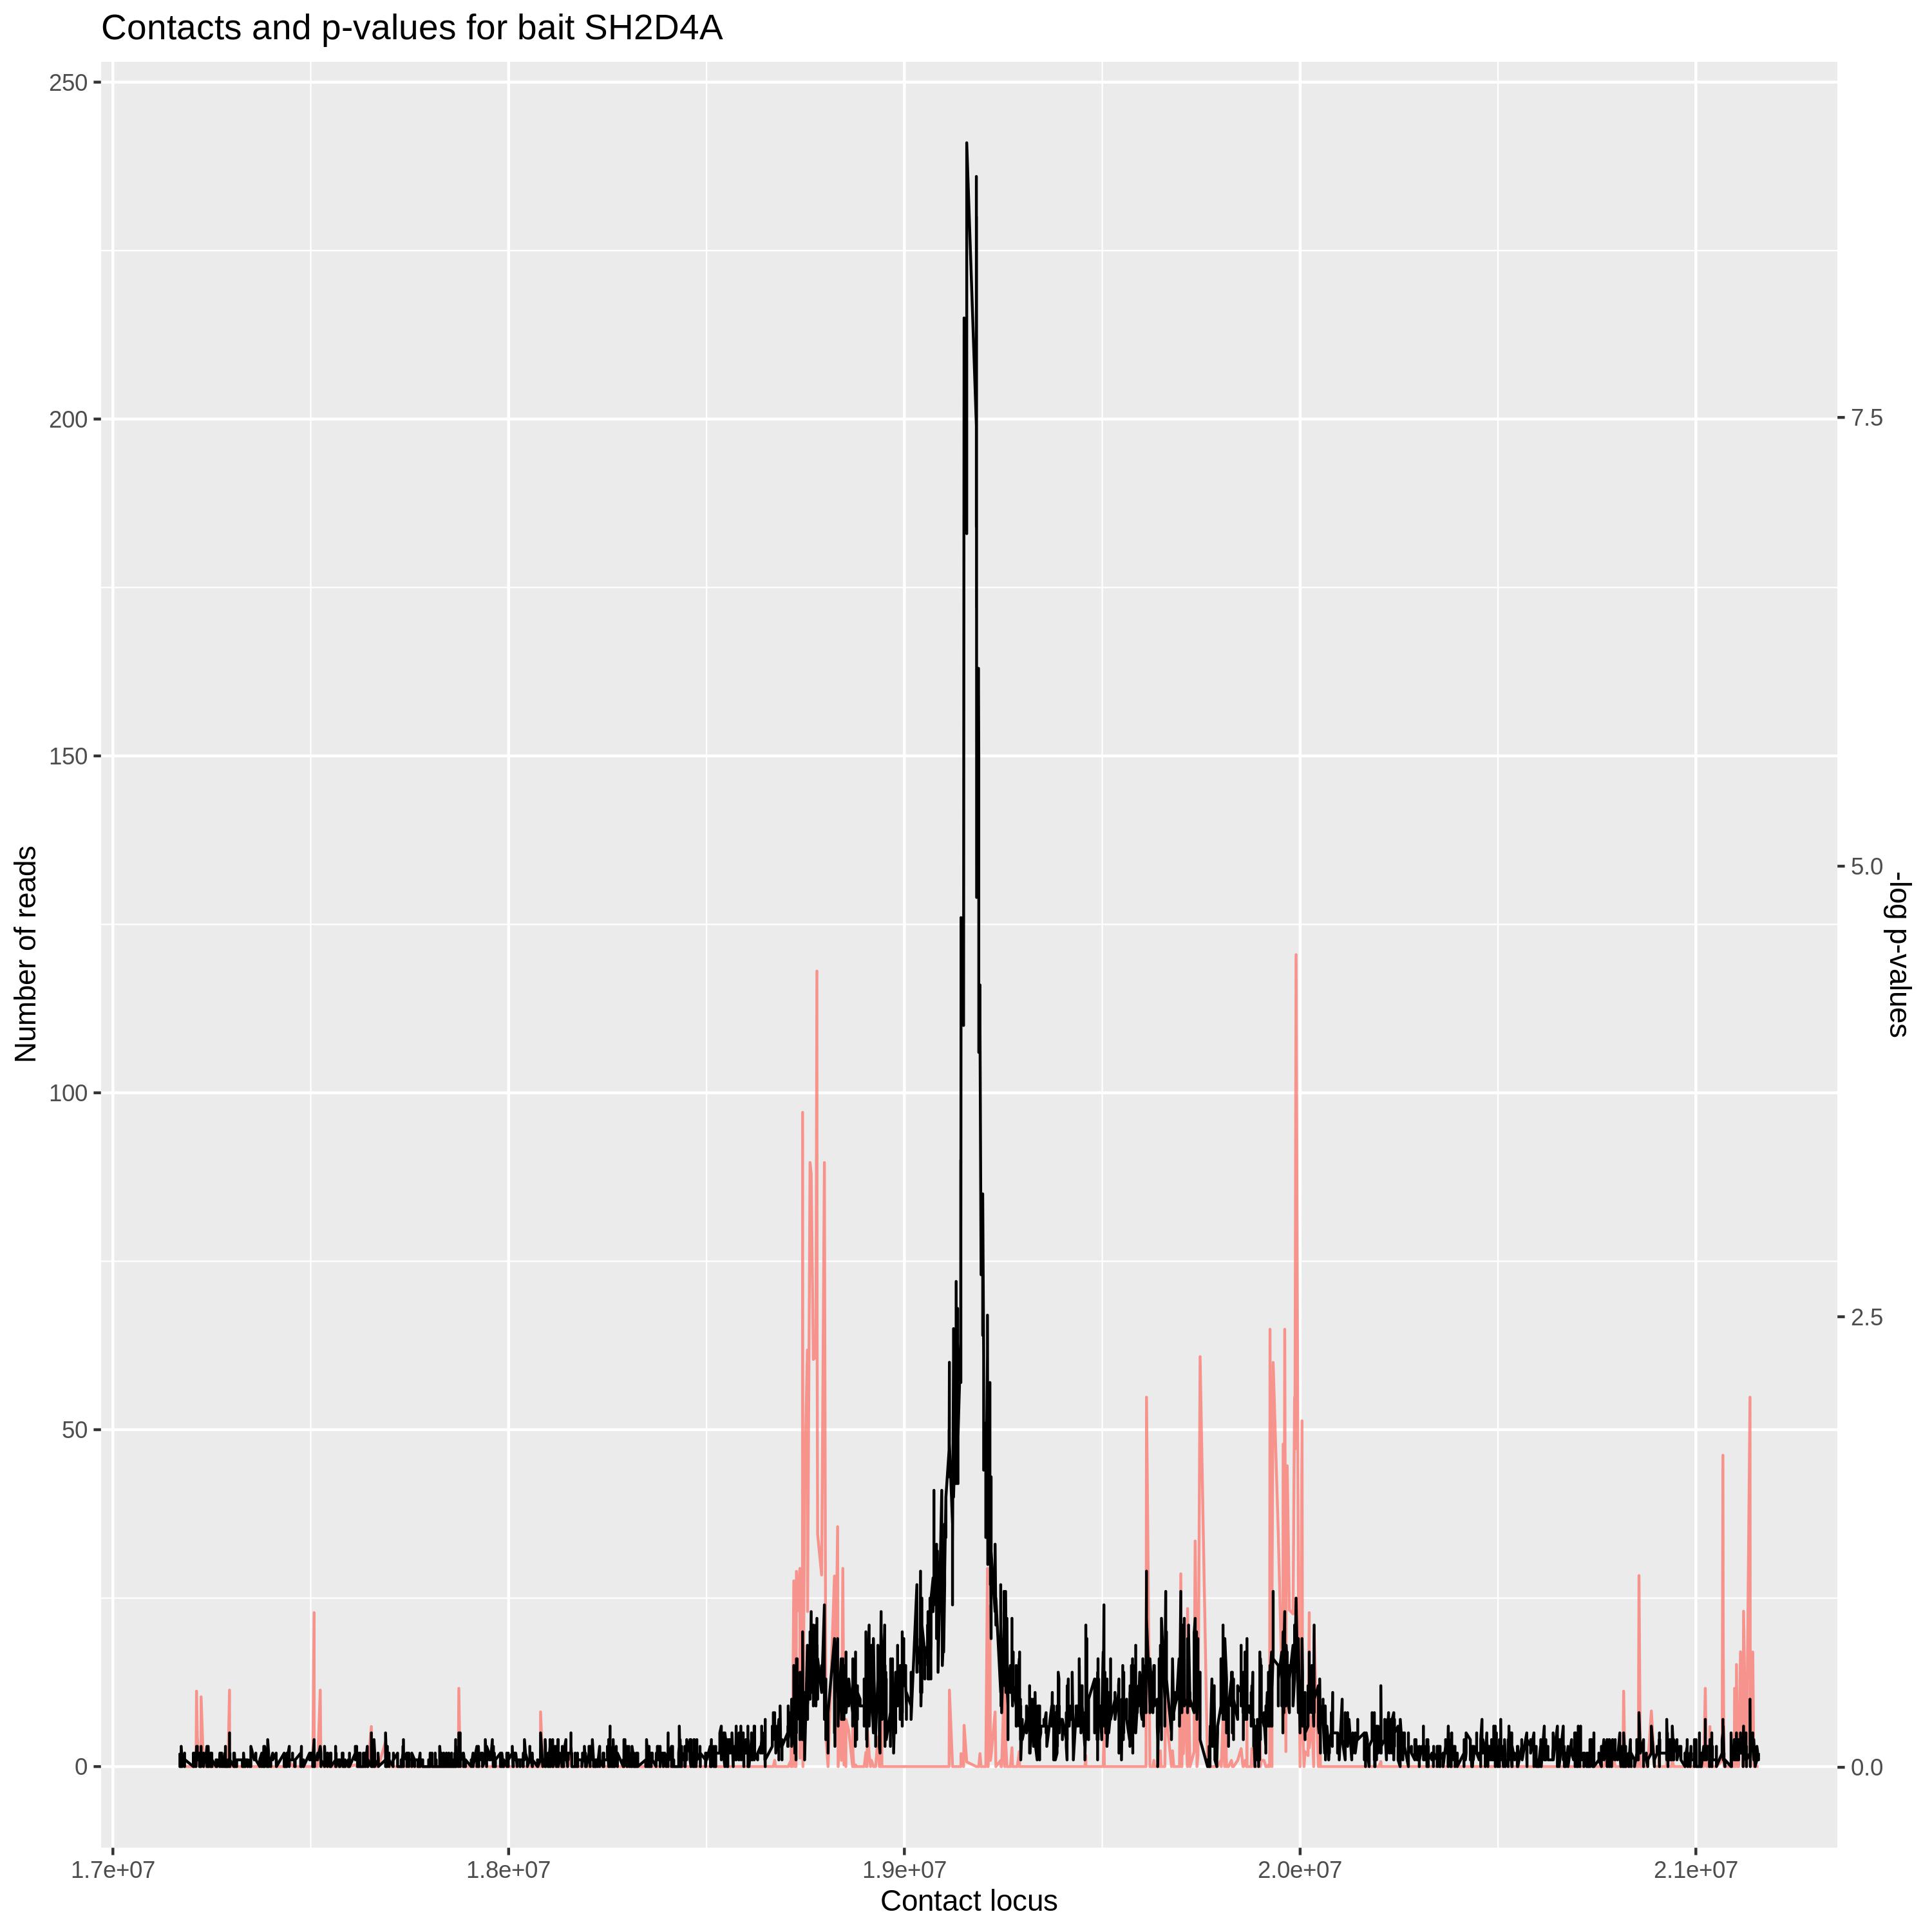 Contacts and p-values for bait SH2D4A
250
200
150
100
50
0
Number of reads
7.5
5.0
2.5
0.0
-log p-values
1.7e+07 1.8e+07 1.9e+07 2.0e+07 2.1e+07
Contact locus